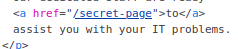 <a href="/secret-page">to</a>
assist you with your IT problems.
</p>